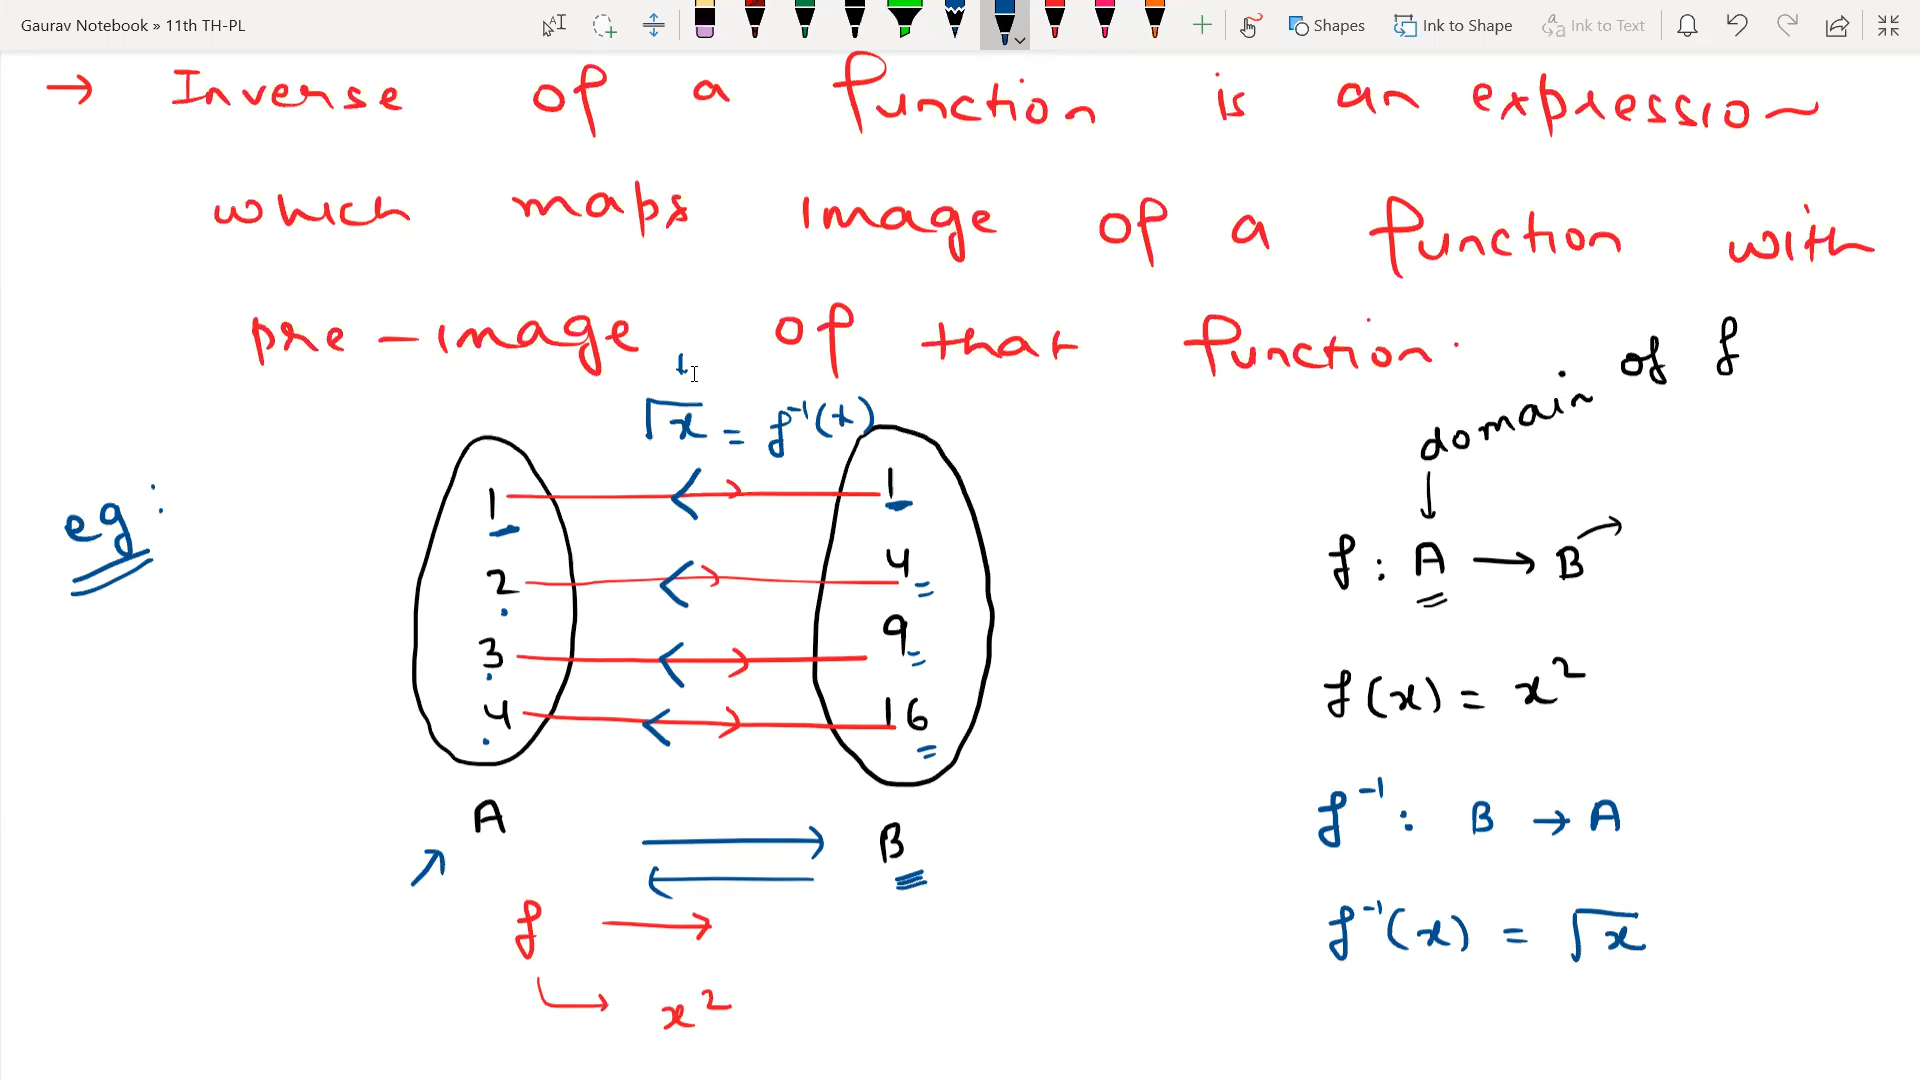 Gaurav Notebook » 11th TH-PL
Shapes
Ink to Shape
Ink to Text
→ Inverse of a function is an expression
which maps image of a function with
pre-image of that function.
domain of f
√x = f⁻¹(x)
eg:
1 1
2 4
3 9
4 16
A B
f →
x²
f : A → B
f(x) = x²
f⁻¹ : B → A
f⁻¹(x) = √x